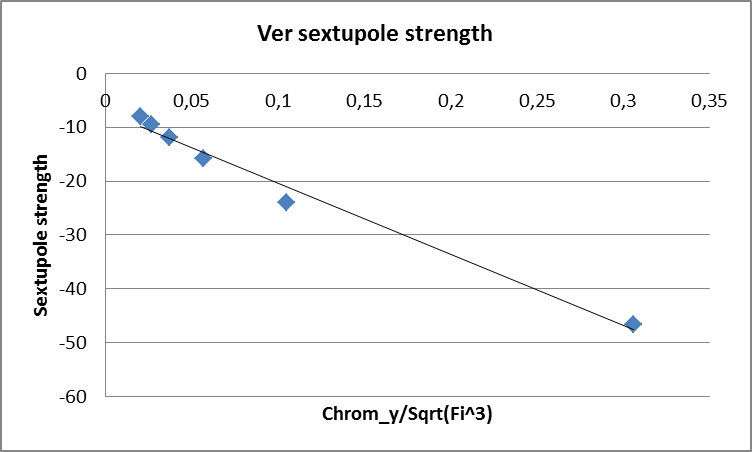 Ver sextupole strength
0
0 0,05 0,1 0,15 0,2 0,25 0,3 0,35
-10
-20
-30
-40
-50
-60
Sextupole strength
Chrom_y/Sqrt(Fi^3)